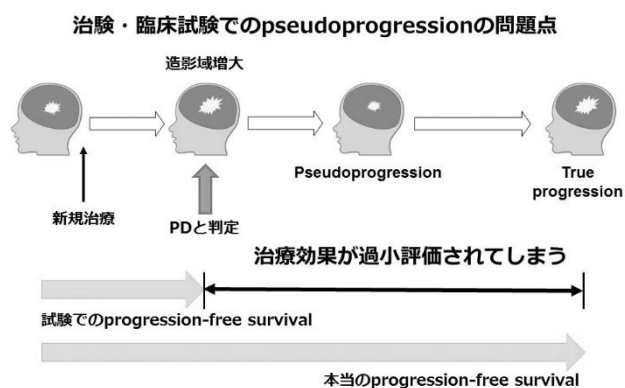 治験・臨床試験でのpseudoprogressionの問題点
造影域増大
新規治療
PDと判定
Pseudoprogression
True
progression
治療効果が過小評価されてしまう
試験でのprogression-free survival
本当のprogression-free survival